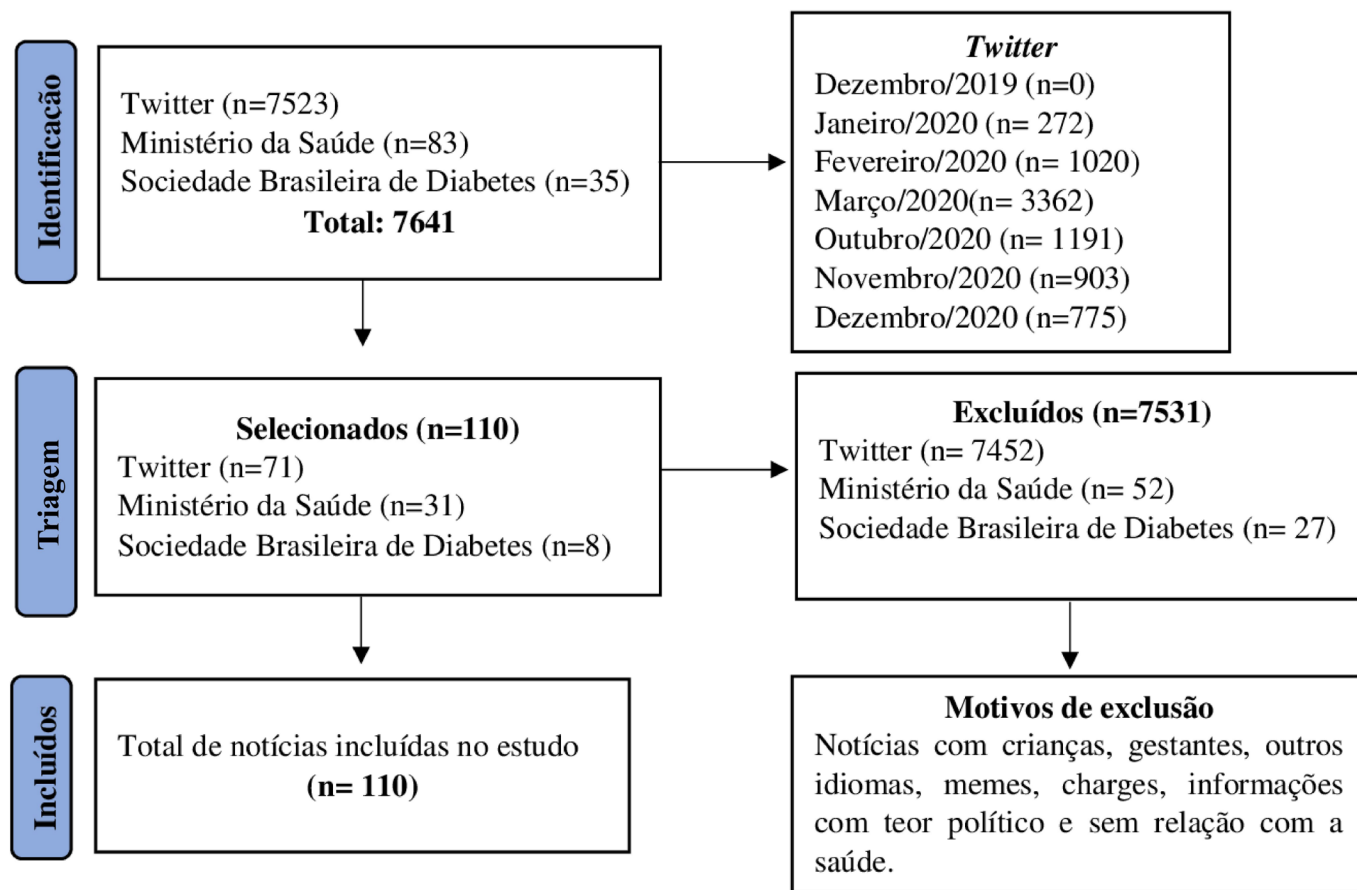 Identificação
Twitter (n=7523)
Ministério da Saúde (n=83)
Sociedade Brasileira de Diabetes (n=35)
Total: 7641
Twitter
Dezembro/2019 (n=0)
Janeiro/2020 (n= 272)
Fevereiro/2020 (n= 1020)
Março/2020(n= 3362)
Outubro/2020 (n= 1191)
Novembro/2020 (n=903)
Dezembro/2020 (n=775)
Triagem
Selecionados (n=110)
Twitter (n=71)
Ministério da Saúde (n=31)
Sociedade Brasileira de Diabetes (n=8)
Excluídos (n=7531)
Twitter (n= 7452)
Ministério da Saúde (n= 52)
Sociedade Brasileira de Diabetes (n= 27)
Incluídos
Total de notícias incluídas no estudo
(n= 110)
Motivos de exclusão
Notícias com crianças, gestantes, outros
idiomas, memes, charges, informações
com teor político e sem relação com a
saúde.